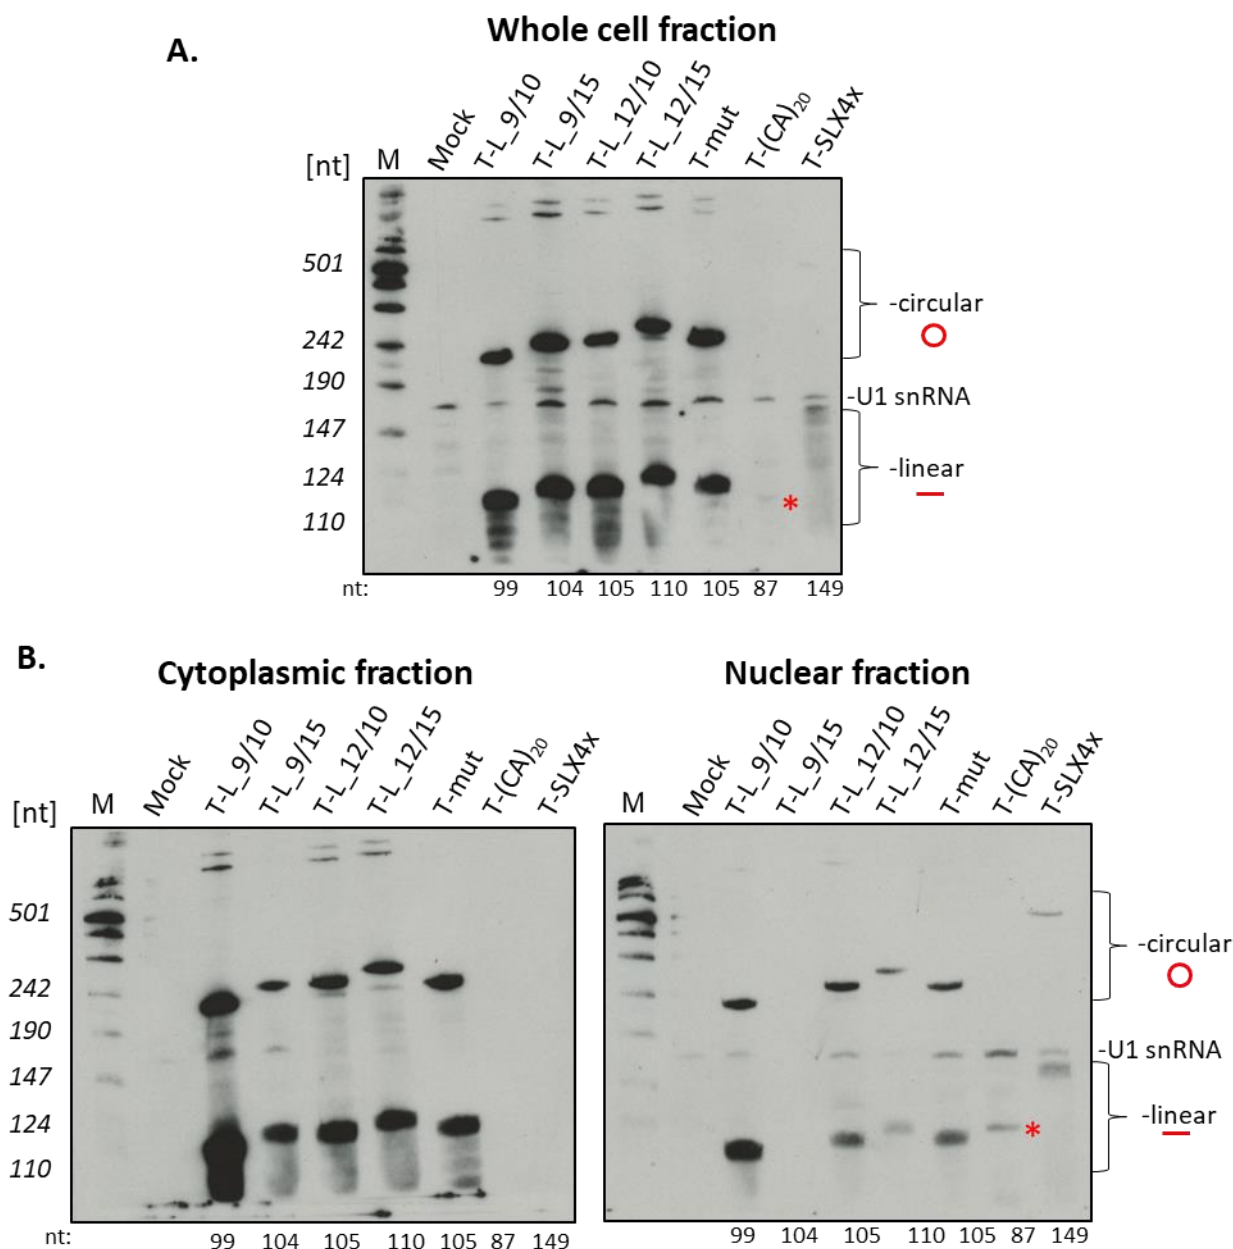 A.
Whole cell fraction
[nt] M Mock T-L_9/10 T-L_9/15 T-L_12/10 T-L_12/15 T-mut T-(CA)₂₀ T-SLX4x
501
242
190
147
124
110
-circular
-U1 snRNA
-linear
*
nt: 99 104 105 110 105 87 149
B.
Cytoplasmic fraction
[nt] M Mock T-L_9/10 T-L_9/15 T-L_12/10 T-L_12/15 T-mut T-(CA)₂₀ T-SLX4x
501
242
190
147
124
110
nt: 99 104 105 110 105 87 149
Nuclear fraction
M Mock T-L_9/10 T-L_9/15 T-L_12/10 T-L_12/15 T-mut T-(CA)₂₀ T-SLX4x
-circular
-U1 snRNA
-linear
*
99 104 105 110 105 87 149